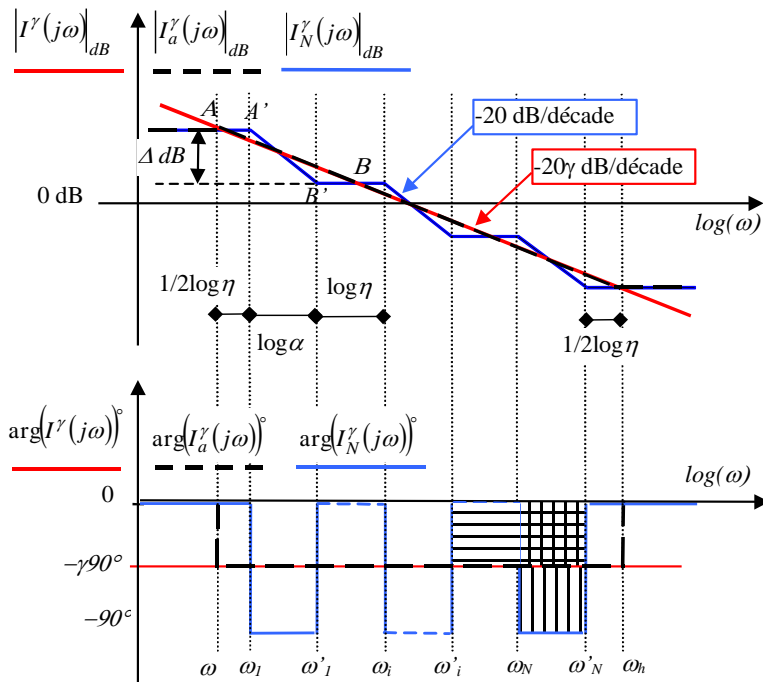 |I^γ(jω)|_dB |I_a^γ(jω)|_dB |I_N^γ(jω)|_dB
A A'
-20 dB/décade
Δ dB
B
-20γ dB/décade
B'
0 dB
log(ω)
1/2logη logη
logα
1/2logη
arg(I^γ(jω))° arg(I_a^γ(jω))° arg(I_N^γ(jω))°
log(ω)
0
−γ90°
−90°
ω ω_1 ω'_1 ω_i ω'_i ω_N ω'_N ω_h